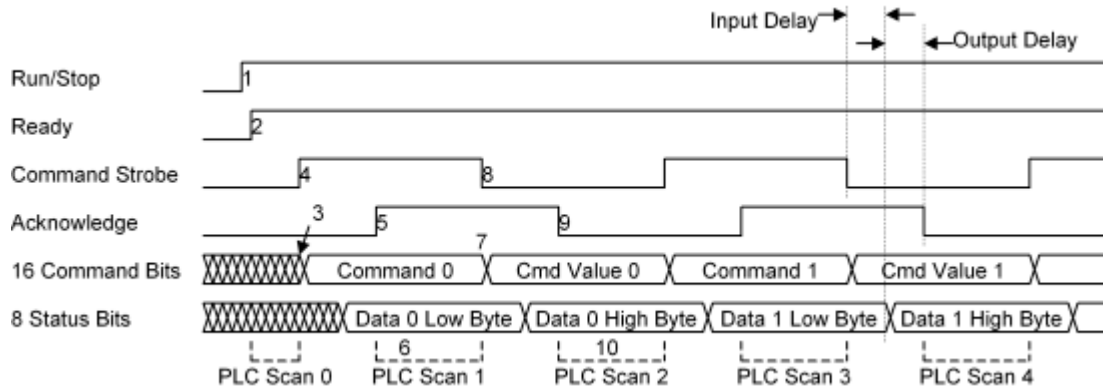 Input Delay
Output Delay
Run/Stop
1
Ready
2
Command Strobe
4
8
Acknowledge
3
5
9
7
16 Command Bits
Command 0
Cmd Value 0
Command 1
Cmd Value 1
8 Status Bits
Data 0 Low Byte
Data 0 High Byte
Data 1 Low Byte
Data 1 High Byte
6
10
PLC Scan 0
PLC Scan 1
PLC Scan 2
PLC Scan 3
PLC Scan 4